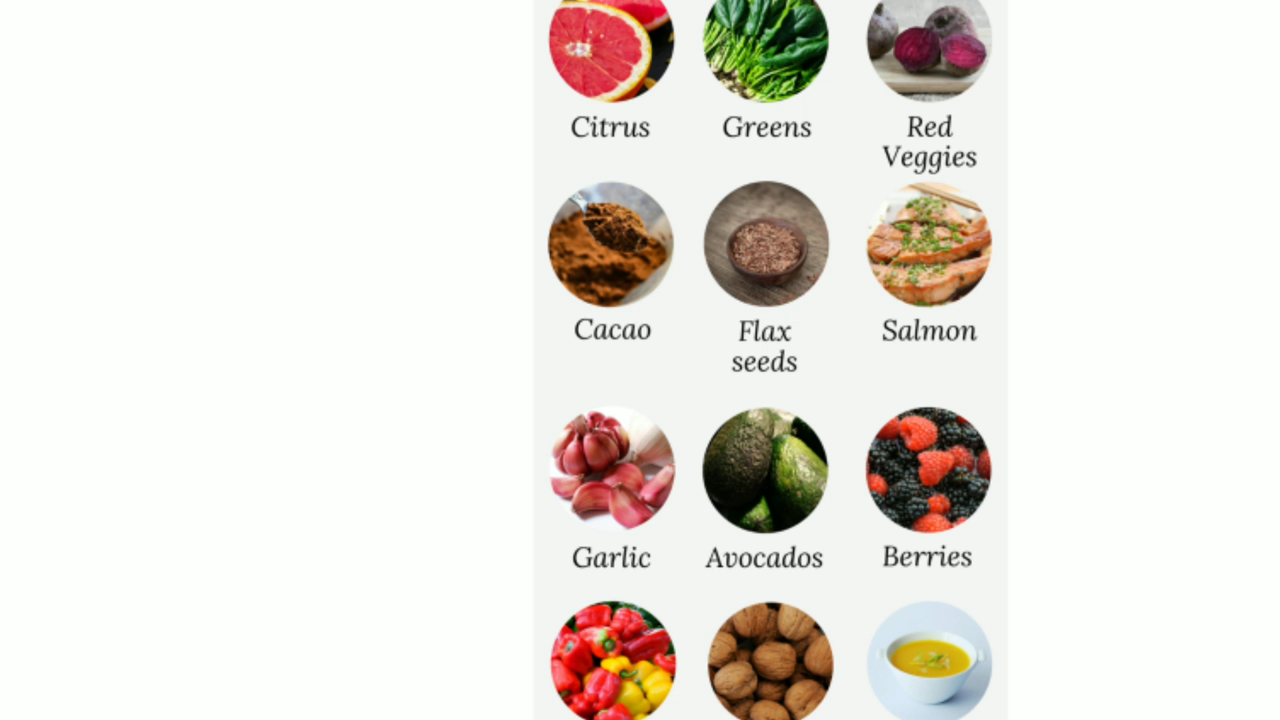 Citrus
Greens
Red
Veggies
Cacao
Flax
seeds
Salmon
Garlic
Avocados
Berries